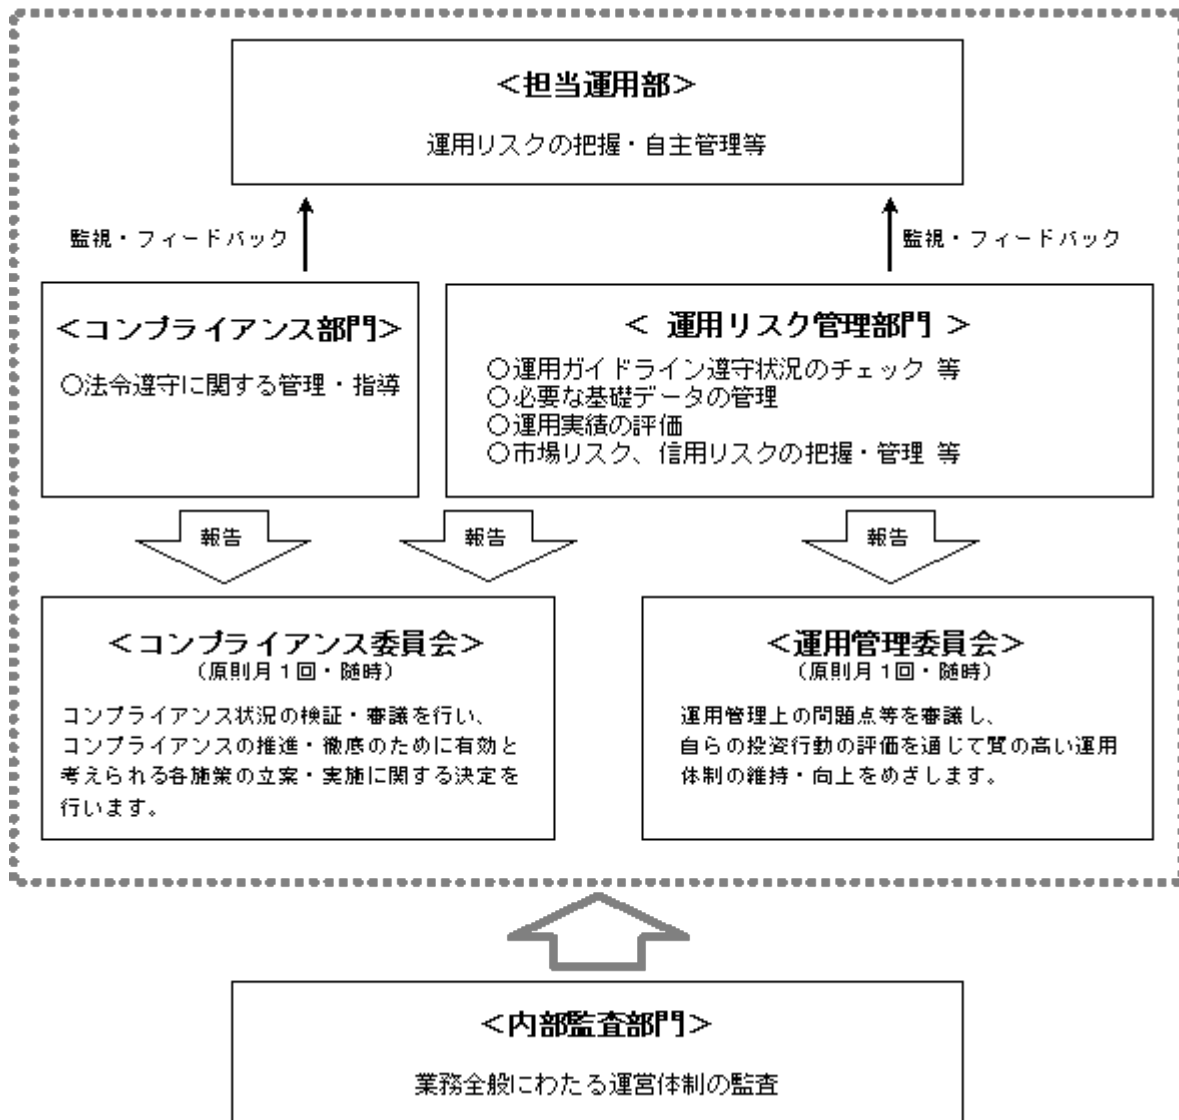 ＜担当運用部＞
運用リスクの把握・自主管理等
監視・フィードバック
監視・フィードバック
＜コンプライアンス部門＞
○法令遵守に関する管理・指導
＜ 運用リスク管理部門 ＞
○運用ガイドライン遵守状況のチェック 等
○必要な基礎データの管理
○運用実績の評価
○市場リスク、信用リスクの把握・管理 等
報告
報告
報告
＜コンプライアンス委員会＞
（原則月１回・随時）
コンプライアンス状況の検証・審議を行い、
コンプライアンスの推進・徹底のために有効と
考えられる各施策の立案・実施に関する決定を
行います。
＜運用管理委員会＞
（原則月１回・随時）
運用管理上の問題点等を審議し、
自らの投資行動の評価を通じて質の高い運用
体制の維持・向上をめざします。
＜内部監査部門＞
業務全般にわたる運営体制の監査